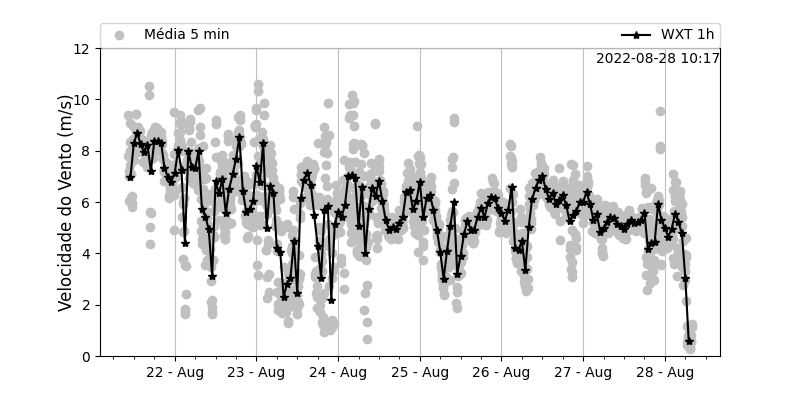 Média 5 min
WXT 1h
2022-08-28 10:17
Velocidade do Vento (m/s)
12
10
8
6
4
2
0
22 - Aug
23 - Aug
24 - Aug
25 - Aug
26 - Aug
27 - Aug
28 - Aug